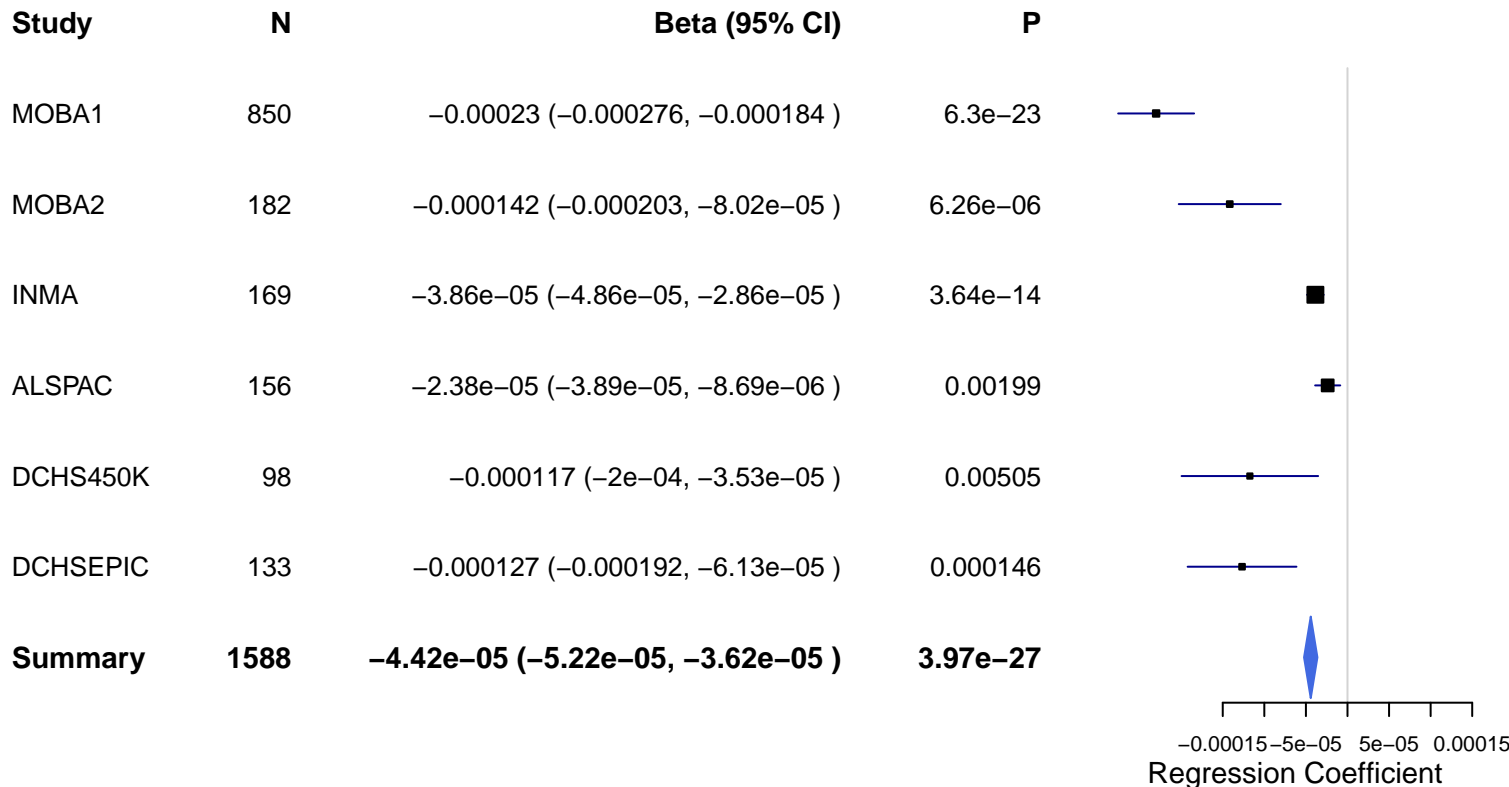 Study N Beta (95% CI) P
MOBA1 850 −0.00023 (−0.000276, −0.000184 ) 6.3e−23
MOBA2 182 −0.000142 (−0.000203, −8.02e−05 ) 6.26e−06
INMA 169 −3.86e−05 (−4.86e−05, −2.86e−05 ) 3.64e−14
ALSPAC 156 −2.38e−05 (−3.89e−05, −8.69e−06 ) 0.00199
DCHS450K 98 −0.000117 (−2e−04, −3.53e−05 ) 0.00505
DCHSEPIC 133 −0.000127 (−0.000192, −6.13e−05 ) 0.000146
Summary 1588 −4.42e−05 (−5.22e−05, −3.62e−05 ) 3.97e−27
−0.00015 −5e−05 5e−05 0.00015
Regression Coefficient